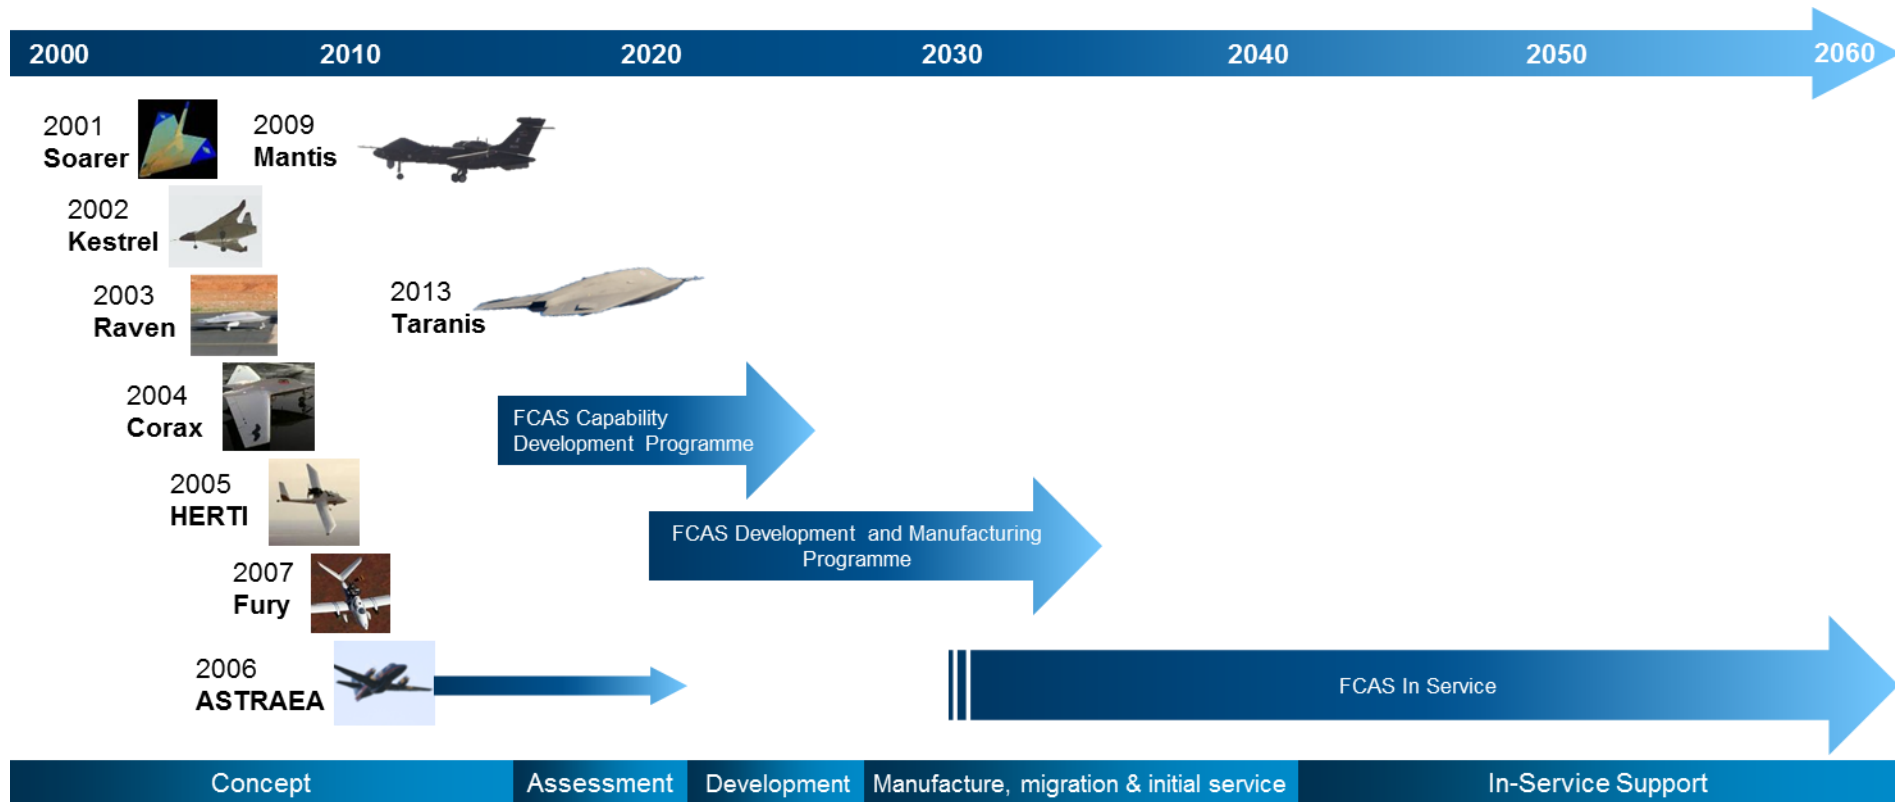 2000 2010 2020 2030 2040 2050 2060
2001
Soarer
2009
Mantis
2002
Kestrel
2003
Raven
2013
Taranis
2004
Corax
FCAS Capability
Development Programme
2005
HERTI
FCAS Development and Manufacturing
Programme
2007
Fury
2006
ASTRAEA
FCAS In Service
Concept Assessment Development Manufacture, migration & initial service In-Service Support